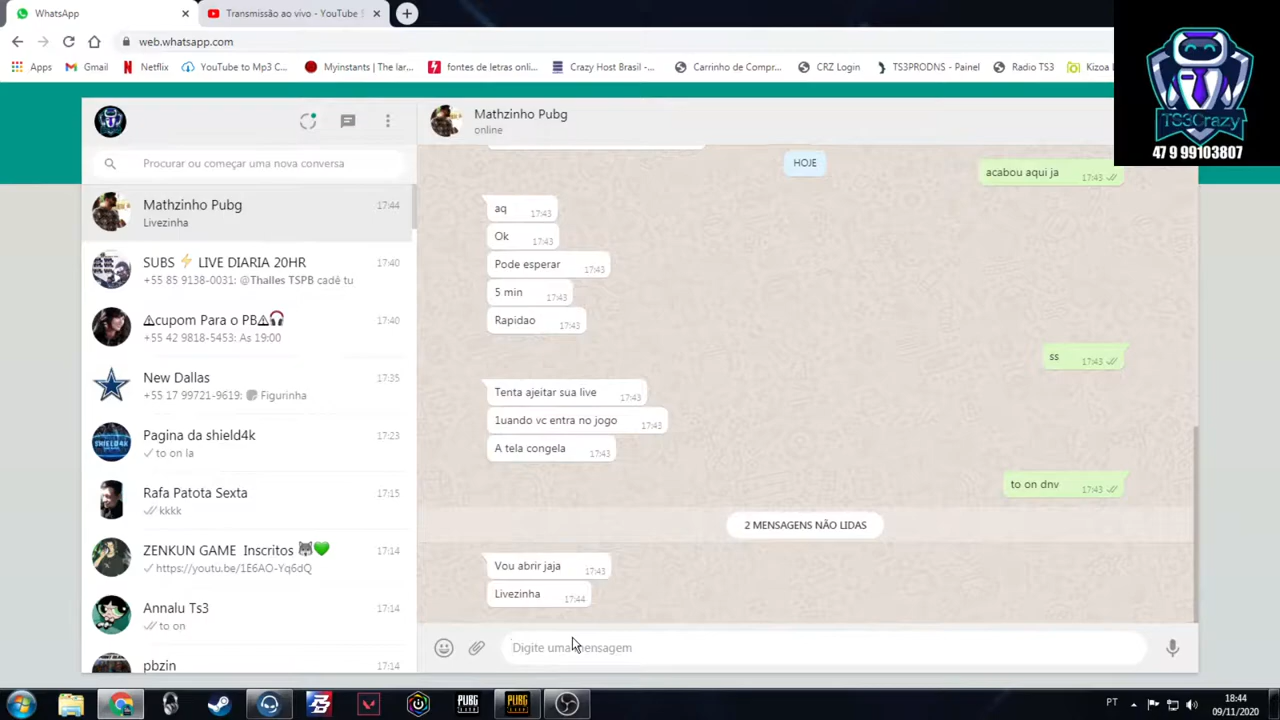 WhatsApp
Transmissão ao vivo - YouTube S
web.whatsapp.com
Apps
Gmail
Netflix
YouTube to Mp3 C...
Myinstants | The lar...
fontes de letras onli...
Crazy Host Brasil -...
Carrinho de Compr...
CRZ Login
TS3PRODNS - Painel
Radio TS3
Kizoa
TS3Crazy
47 9 99103807
Procurar ou começar uma nova conversa
Mathzinho Pubg 17:44
Livezinha
SUBS ⚡ LIVE DIARIA 20HR 17:40
+55 85 9138-0031: @Thalles TSPB cadê tu
⚠cupom Para o PB⚠🎧 17:40
+55 42 9818-5453: As 19:00
New Dallas 17:35
+55 17 99721-9619: Figurinha
Pagina da shield4k 17:23
to on la
Rafa Patota Sexta 17:15
kkkk
ZENKUN GAME Inscritos 🐺💚 17:14
https://youtu.be/1E6AO-Yq6dQ
Annalu Ts3 17:14
to on
pbzin 17:14
Mathzinho Pubg
online
HOJE
acabou aqui ja 17:43
aq 17:43
Ok 17:43
Pode esperar 17:43
5 min 17:43
Rapidao 17:43
ss 17:43
Tenta ajeitar sua live 17:43
1uando vc entra no jogo 17:43
A tela congela 17:43
to on dnv 17:43
2 MENSAGENS NÃO LIDAS
Vou abrir jaja 17:43
Livezinha 17:44
Digite uma mensagem
PUBG
PUBG
PT
18:44
09/11/2020